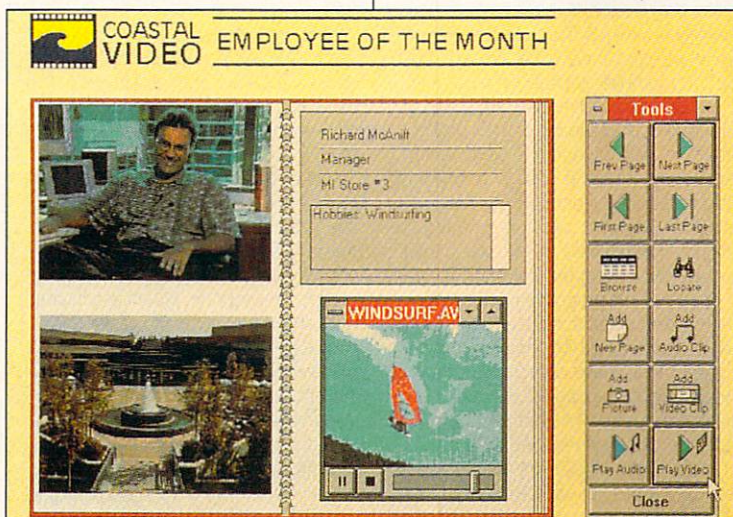 COASTAL
VIDEO
EMPLOYEE OF THE MONTH
Richard McAniff
Manager
MI Store #3
Hobbies: Windsurfing
WINDSURF.AV
Tools
Prev Page
Next Page
First Page
Last Page
Browse
Locate
Add
New Page
Add
Audio Clip
Add
Picture
Add
Video Clip
Play Audio
Play Video
Close